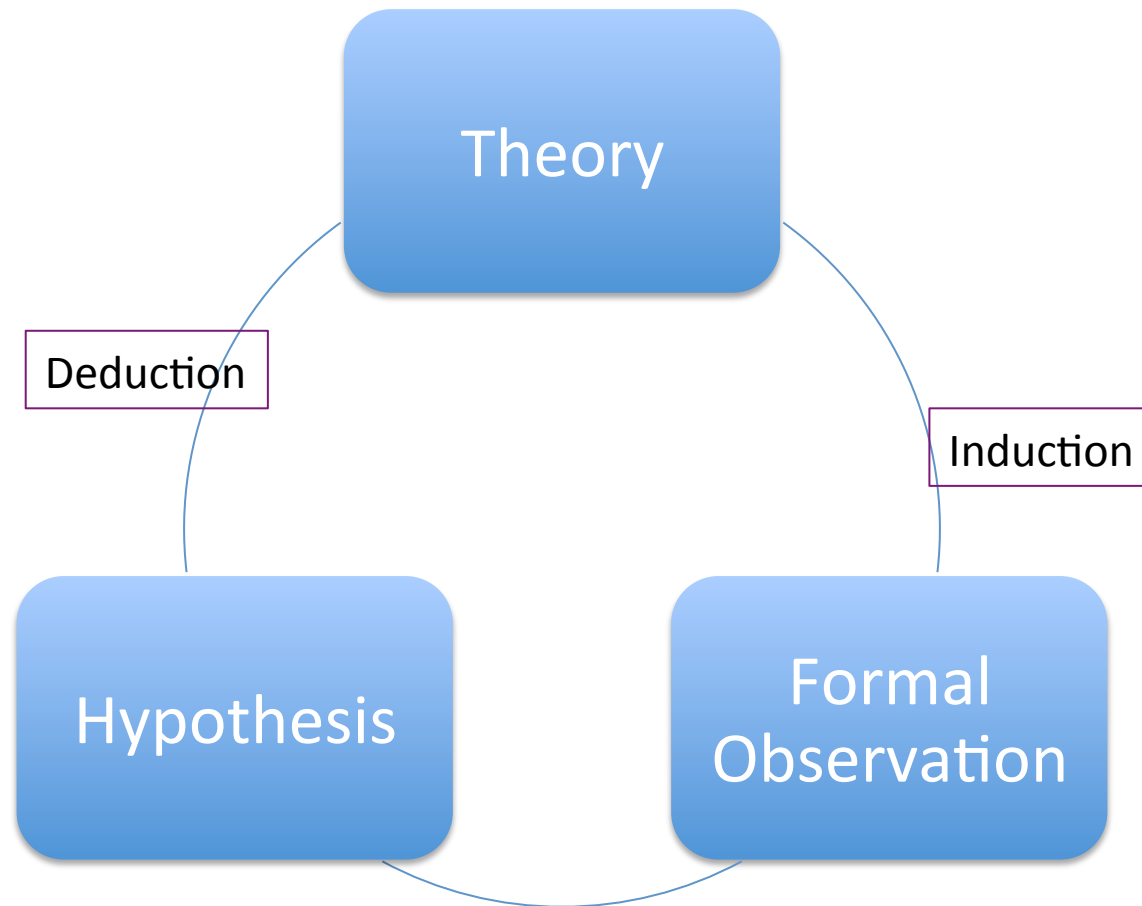 Theory
Deduction
Induction
Hypothesis
Formal
Observation